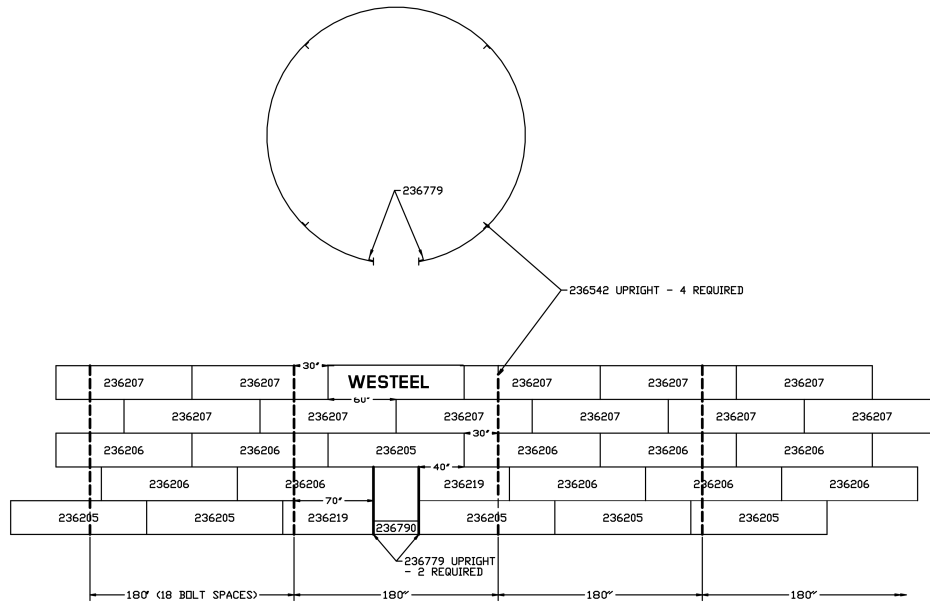 236779
236542 UPRIGHT - 4 REQUIRED
30"
236207 236207 WESTEEL 236207 236207 236207
60"
236207 236207 236207 236207 236207 236207
30"
236206 236206 236205 236206 236206 236206
40"
236206 236206 236219 236206 236206 236206
70"
236205 236205 236219 236790 236205 236205 236205
236779 UPRIGHT
- 2 REQUIRED
180" (18 BOLT SPACES) 180" 180" 180"